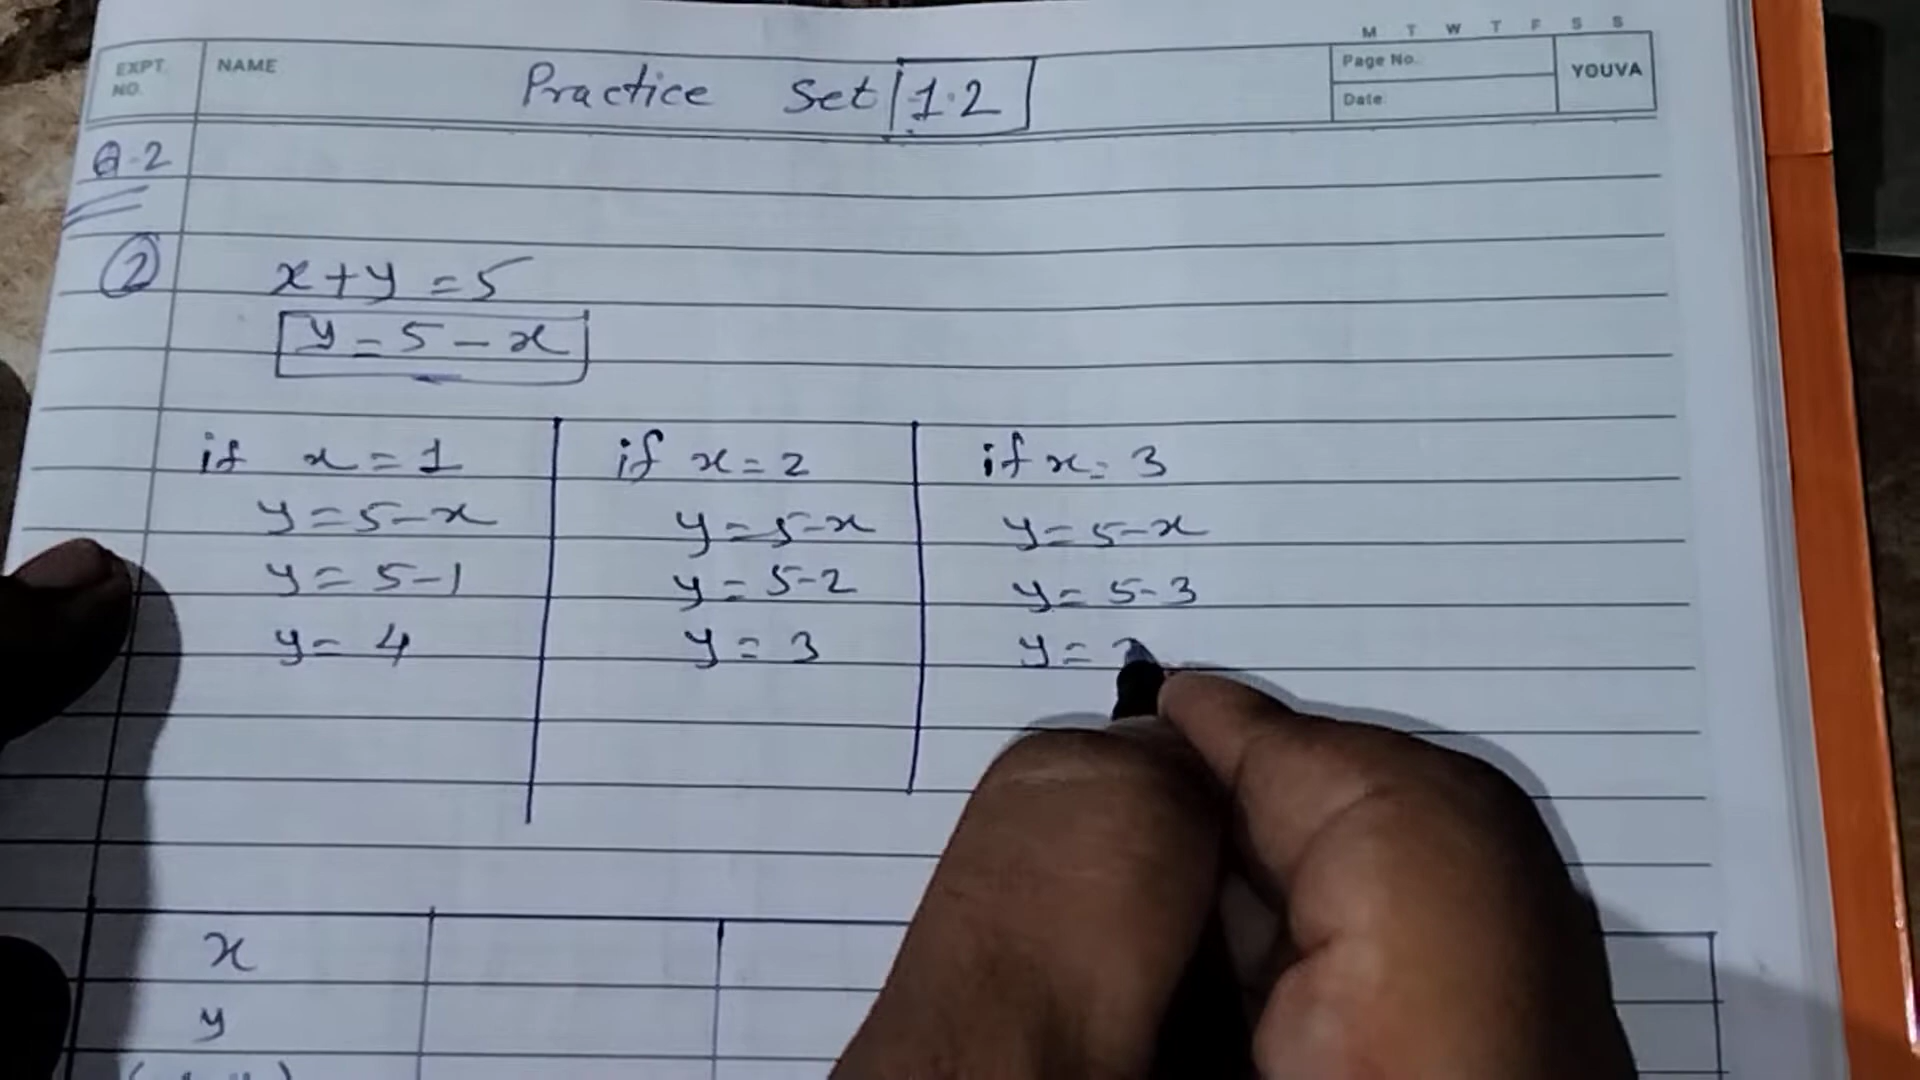 M T W T F S S
EXPT. NO.
NAME
Practice Set 1.2
Page No.
Date:
YOUVA
Q.2
2
x+y=5
y=5-x
if x=1
y=5-x
y=5-1
y=4
if x=2
y=5-x
y=5-2
y=3
if x=3
y=5-x
y=5-3
y=
x
y